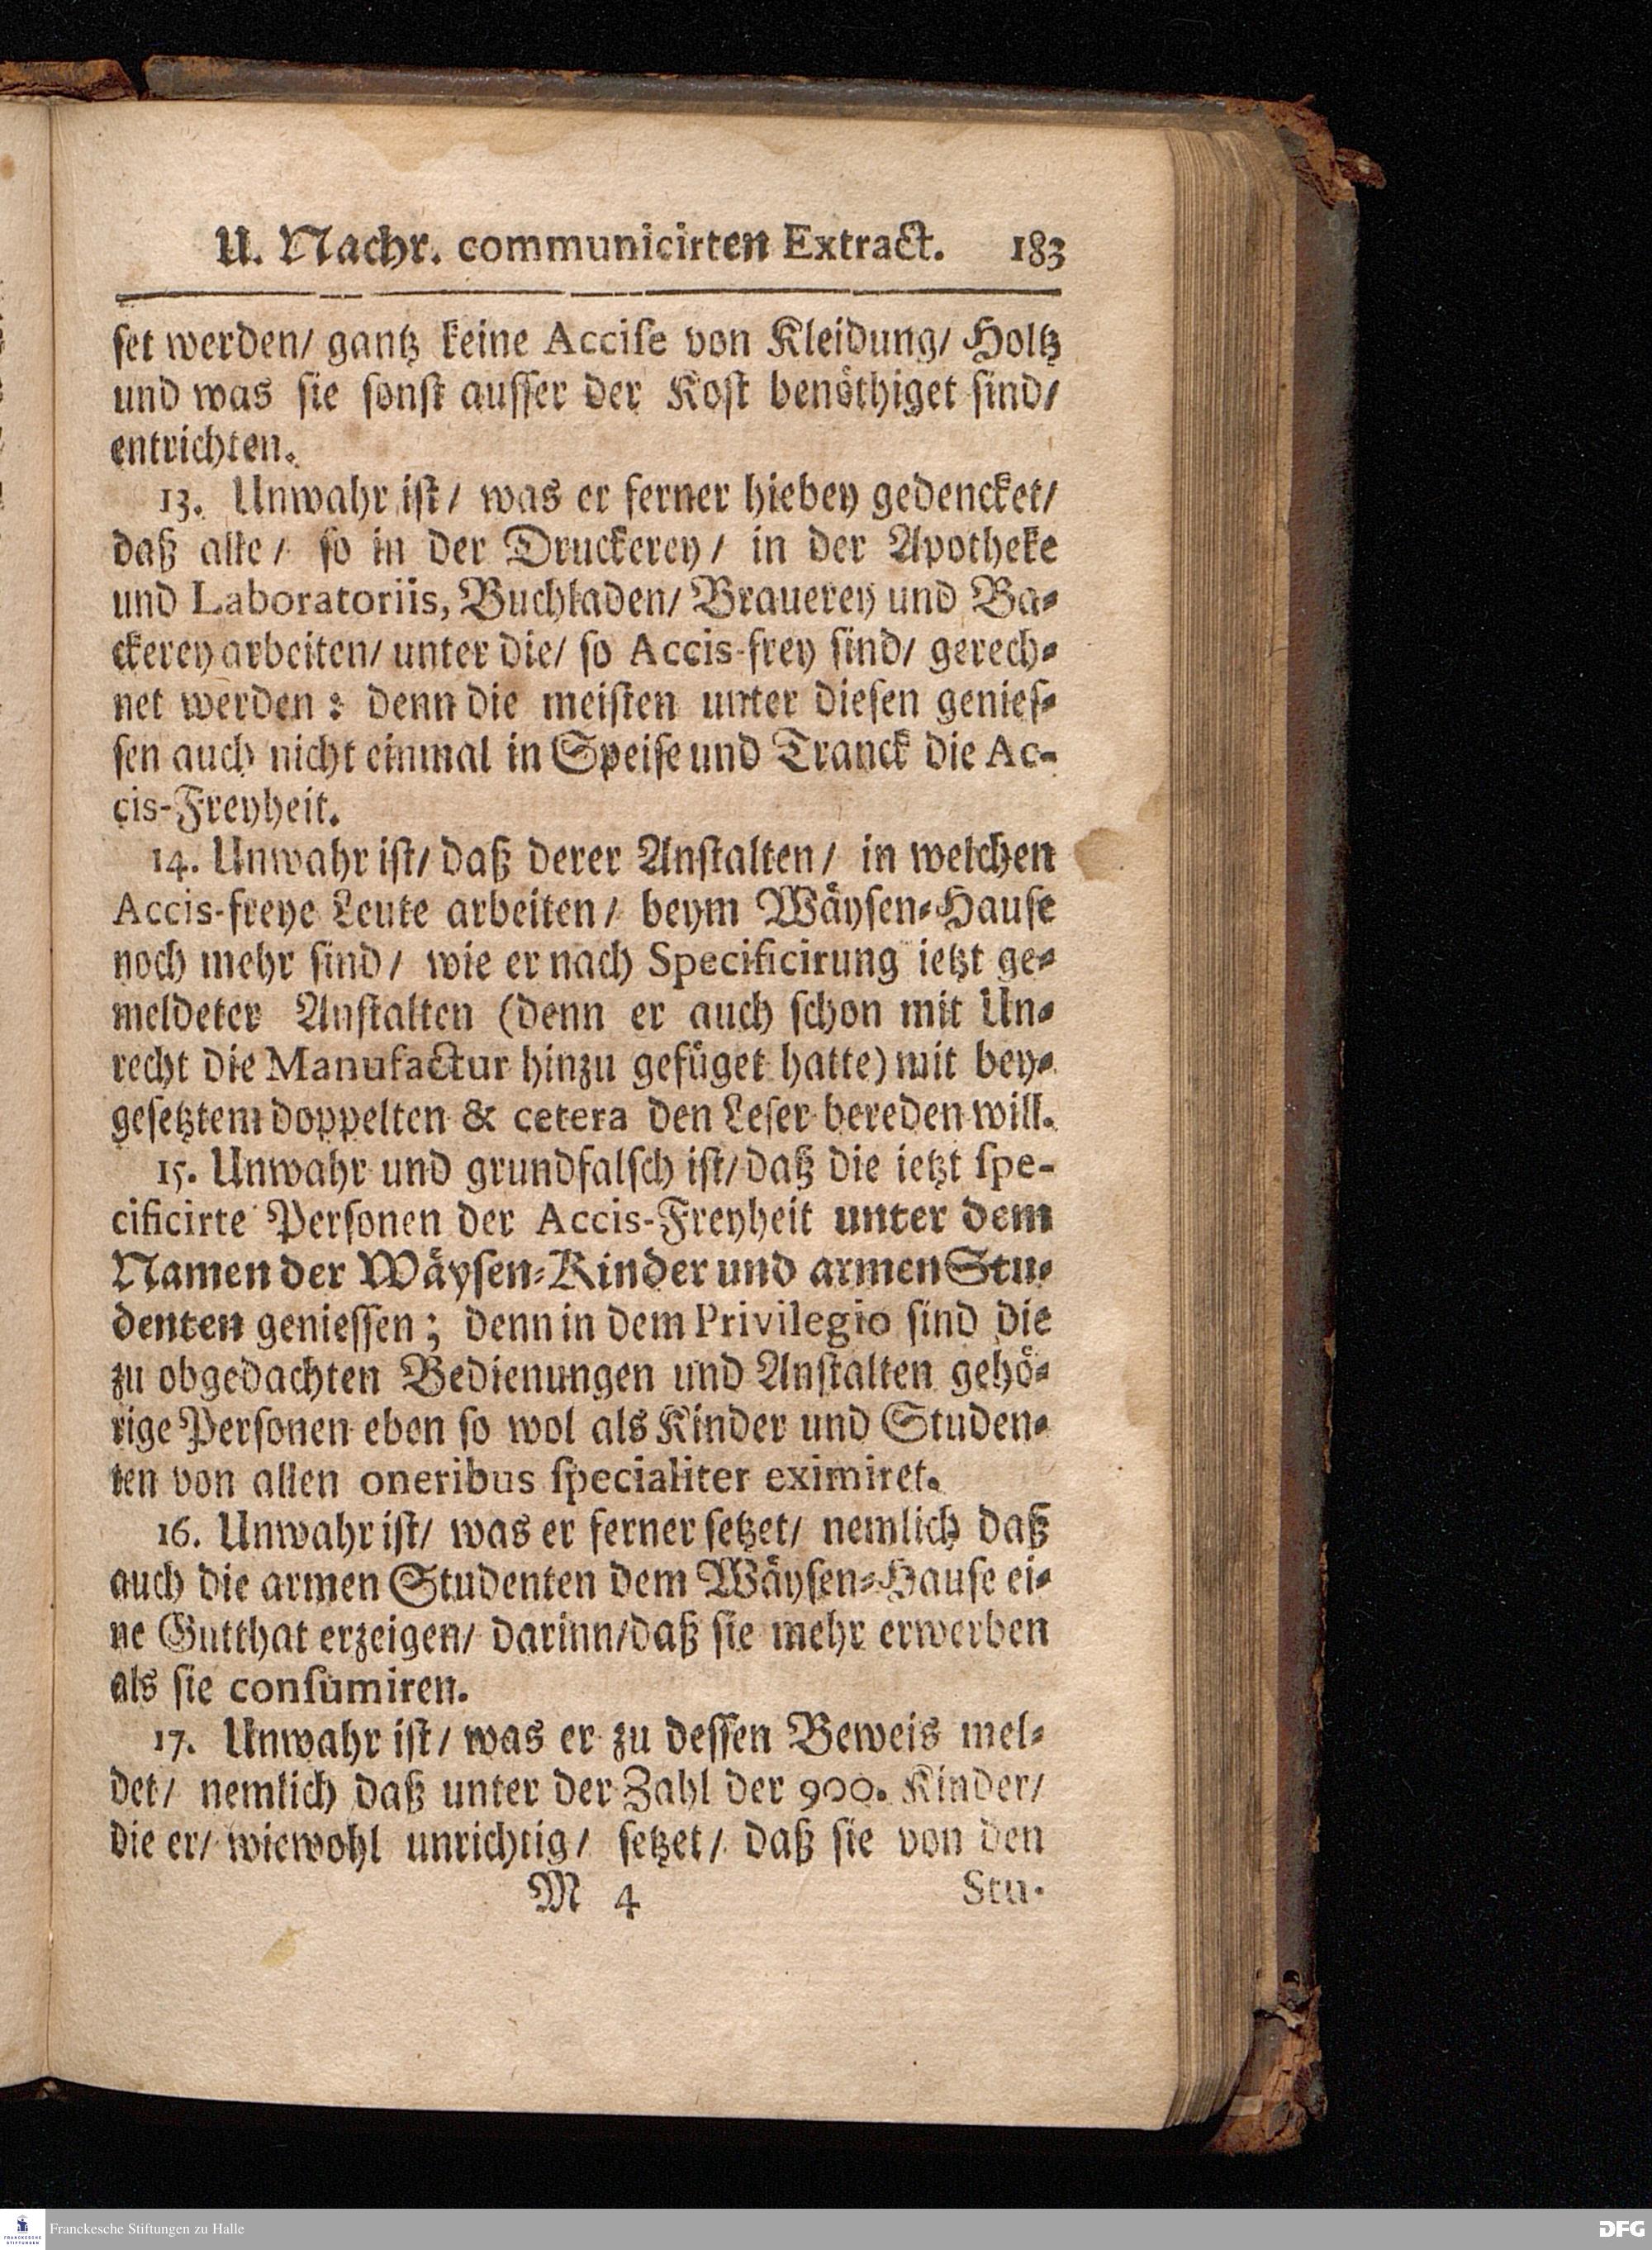 U. Nachr. communicirten Extract. 183
ſet werden/ gantz keine Acciſe von Kleidung/ Holtz
und was ſie ſonſt auſſer der Koſt benöthiget ſind/
entrichten.
13. Unwahr iſt/ was er ferner hiebey gedencket/
daß alle/ ſo in der Druckerey/ in der Apotheke
und Laboratoriis, Buchladen/ Brauerey und Ba-
ckerey arbeiten/ unter die/ ſo Accis-frey ſind/ gerech-
net werden: denn die meiſten unter dieſen genieſ-
ſen auch nicht einmal in Speiſe und Tranck die Ac-
cis-Freyheit.
14. Unwahr iſt/ daß derer Anſtalten/ in welchen
Accis-freye Leute arbeiten/ beym Wäyſen-Hauſe
noch mehr ſind/ wie er nach Specificirung ietzt ge-
meldeter Anſtalten (denn er auch ſchon mit Un-
recht die Manufactur hinzu gefüget hatte) mit bey-
geſetztem doppelten & cetera den Leſer bereden will.
15. Unwahr und grundfalſch iſt/ daß die ietzt ſpe-
cificirte Perſonen der Accis-Freyheit unter dem
Namen der Wäyſen-Kinder und armen Stu-
denten genieſſen; denn in dem Privilegio ſind die
zu obgedachten Bedienungen und Anſtalten gehö-
rige Perſonen eben ſo wol als Kinder und Studen-
ten von allen oneribus ſpecialiter eximiret.
16. Unwahr iſt/ was er ferner ſetzet/ nemlich daß
auch die armen Studenten dem Wäyſen-Hauſe ei-
ne Gutthat erzeigen/ darinn/ daß ſie mehr erwerben
als ſie conſumiren.
17. Unwahr iſt/ was er zu deſſen Beweis mel-
det/ nemlich daß unter der Zahl der 900. Kinder/
die er/ wiewohl unrichtig/ ſetzet/ daß ſie von den
M 4 Stu-
Franckesche Stiftungen zu Halle
FRANCKESCHE STIFTUNGEN
DFG